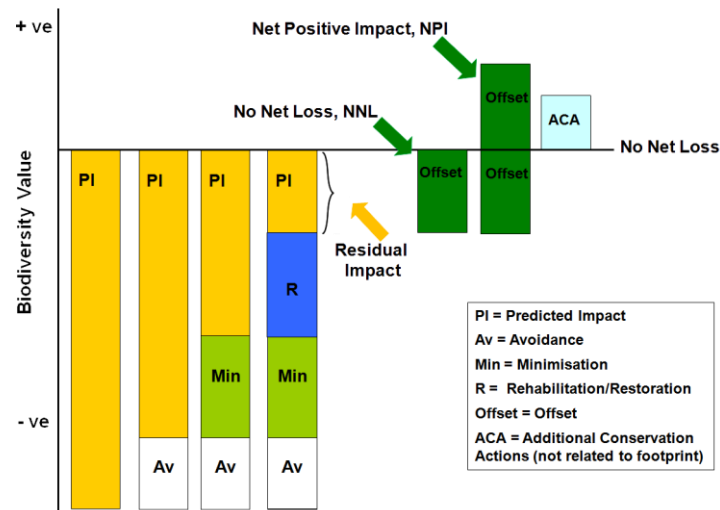 + ve
Net Positive Impact, NPI
Offset
No Net Loss, NNL
ACA
No Net Loss
Biodiversity Value
PI
PI
PI
PI
Offset
Offset
Residual
Impact
R
Min
Min
- ve
Av
Av
Av
PI = Predicted Impact
Av = Avoidance
Min = Minimisation
R = Rehabilitation/Restoration
Offset = Offset
ACA = Additional Conservation
Actions (not related to footprint)